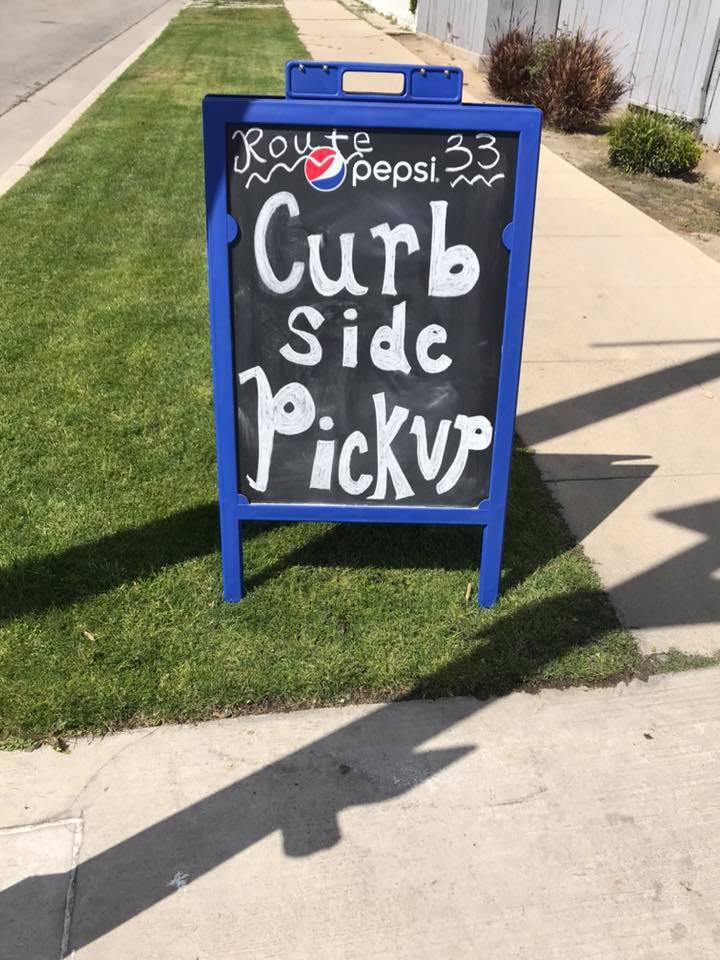 Route 33
pepsi
Curb
Side
Pickup